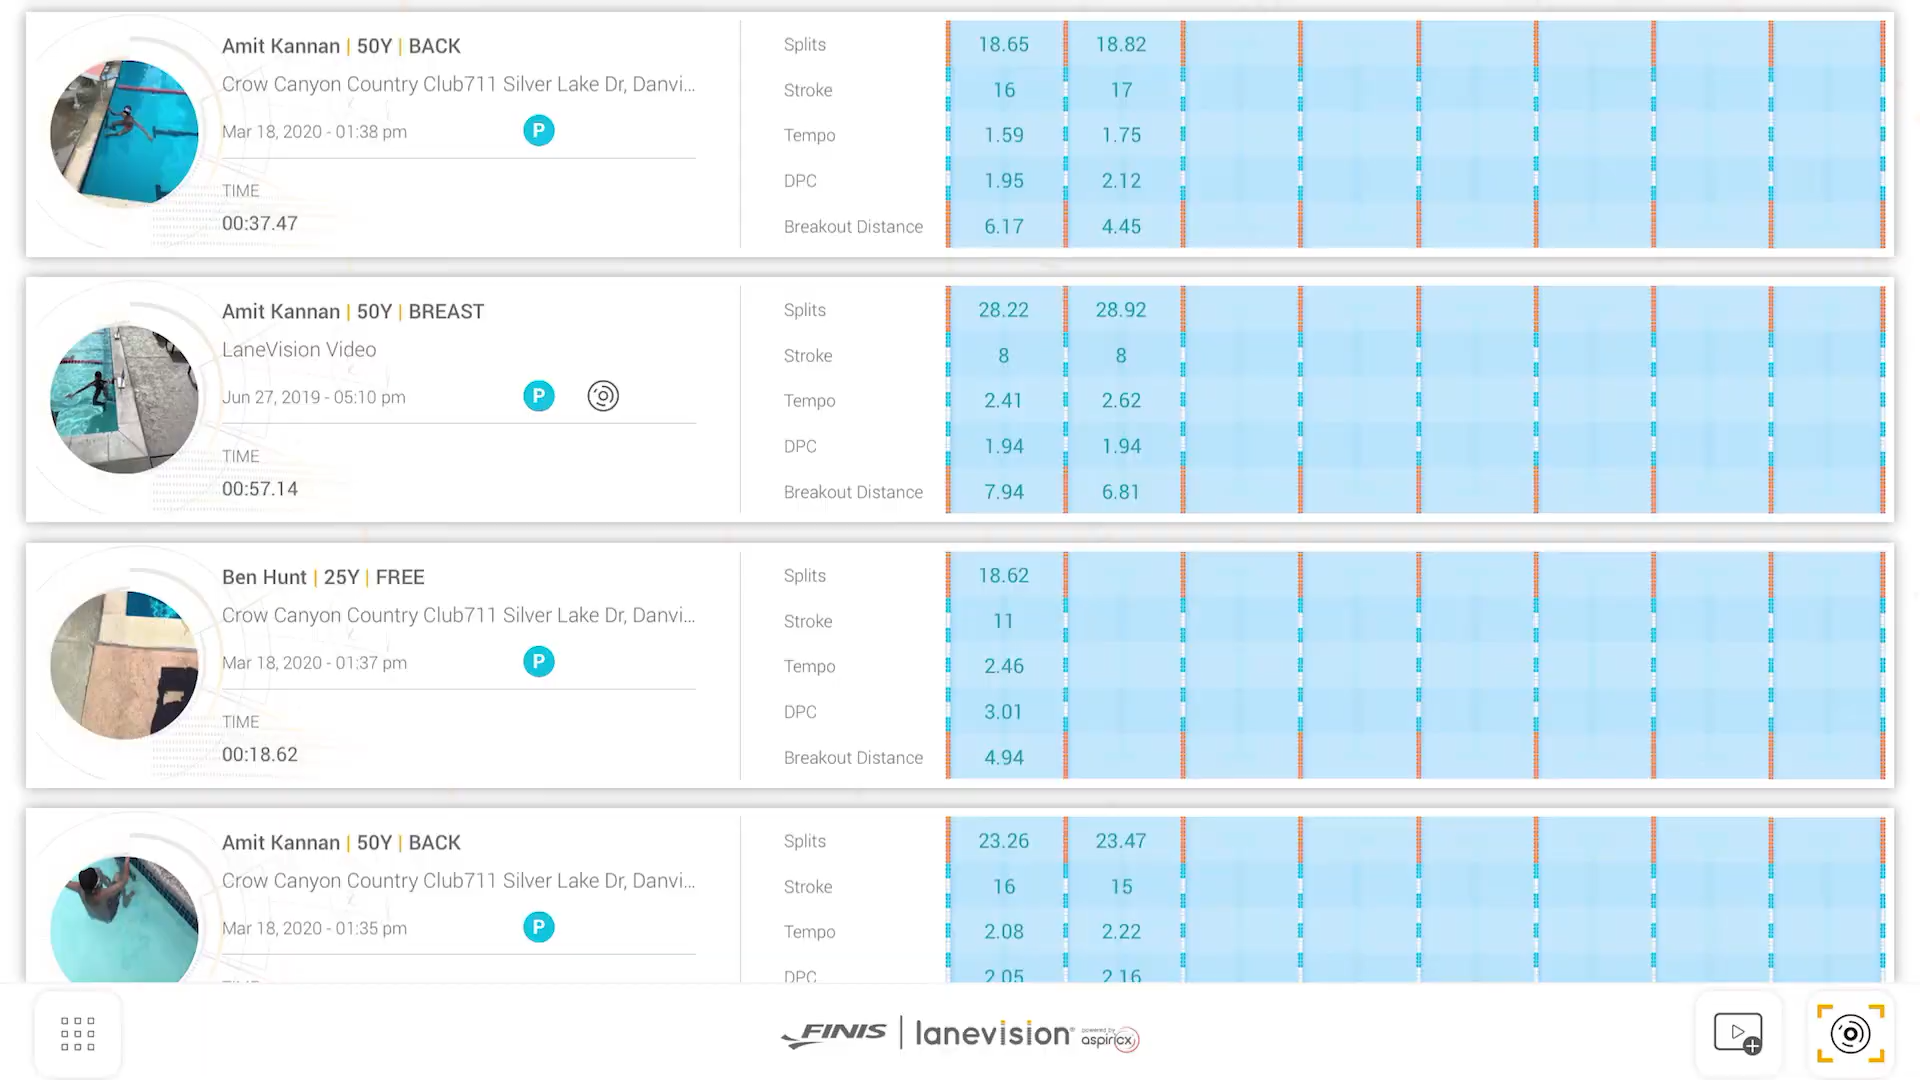 Amit Kannan | 50Y | BACK
Crow Canyon Country Club711 Silver Lake Dr, Danvi...
Mar 18, 2020 - 01:38 pm P
TIME
00:37.47
Splits 18.65 18.82
Stroke 16 17
Tempo 1.59 1.75
DPC 1.95 2.12
Breakout Distance 6.17 4.45
Amit Kannan | 50Y | BREAST
LaneVision Video
Jun 27, 2019 - 05:10 pm P
TIME
00:57.14
Splits 28.22 28.92
Stroke 8 8
Tempo 2.41 2.62
DPC 1.94 1.94
Breakout Distance 7.94 6.81
Ben Hunt | 25Y | FREE
Crow Canyon Country Club711 Silver Lake Dr, Danvi...
Mar 18, 2020 - 01:37 pm P
TIME
00:18.62
Splits 18.62
Stroke 11
Tempo 2.46
DPC 3.01
Breakout Distance 4.94
Amit Kannan | 50Y | BACK
Crow Canyon Country Club711 Silver Lake Dr, Danvi...
Mar 18, 2020 - 01:35 pm P
Splits 23.26 23.47
Stroke 16 15
Tempo 2.08 2.22
DPC 2.05 2.16
FINIS | lanevision powered by aspiricx